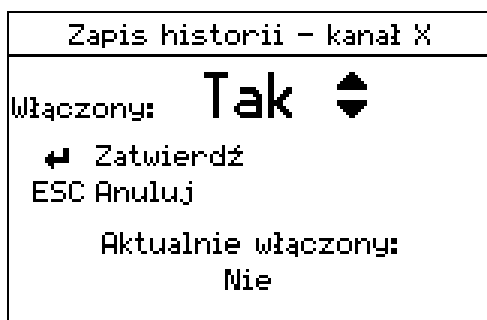 Zapis historii - kanał X
Włączony: Tak
↵ Zatwierdź
ESC Anuluj
Aktualnie włączony:
Nie